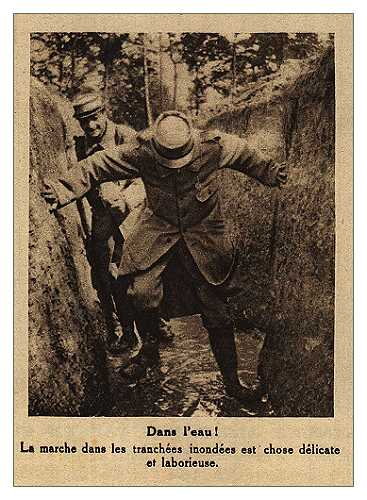 Dans l'eau !
La marche dans les tranchées inondées est chose délicate
et laborieuse.